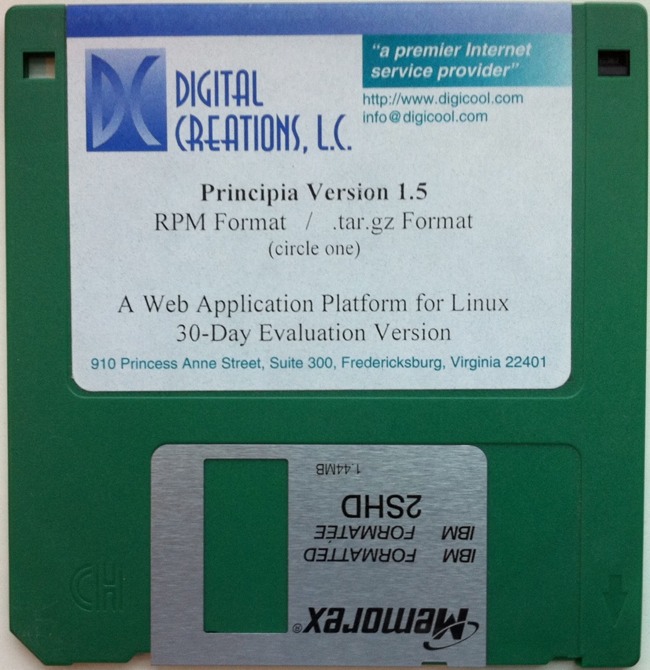 DC
DIGITAL
CREATIONS, L.C.
"a premier Internet
service provider"
http://www.digicool.com
info@digicool.com
Principia Version 1.5
RPM Format / .tar.gz Format
(circle one)
A Web Application Platform for Linux
30-Day Evaluation Version
910 Princess Anne Street, Suite 300, Fredericksburg, Virginia 22401
Memorex®
IBM FORMATTED
IBM FORMATÉE
2SHD
1.44MB